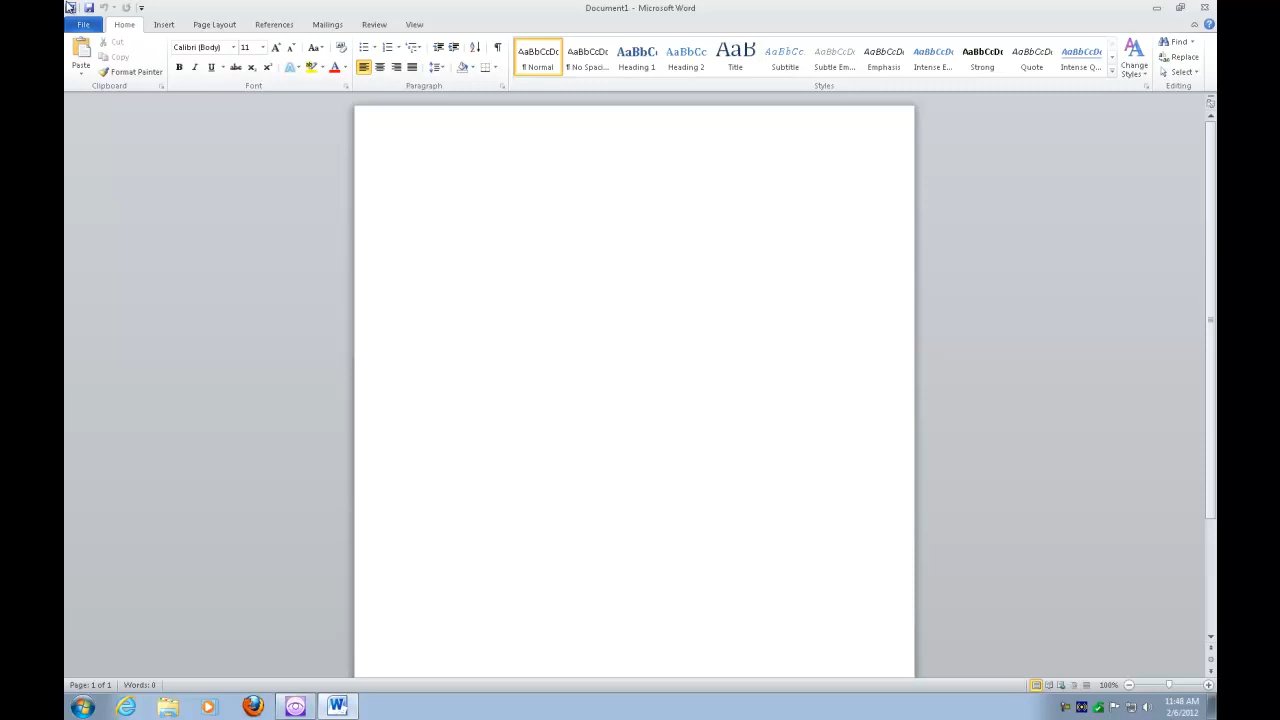 Document1 - Microsoft Word
File Home Insert Page Layout References Mailings Review View
Paste
Cut
Copy
Format Painter
Clipboard
Calibri (Body) 11
Font
Paragraph
AaBbCcDc AaBbCcDc AaBbCc AaBbCc AaB AaBbCc. AaBbCcDc AaBbCcDc AaBbCcDc AaBbCcDc AaBbCcDc AaBbCcDc
¶ Normal ¶ No Spaci... Heading 1 Heading 2 Title Subtitle Subtle Em... Emphasis Intense E... Strong Quote Intense Q...
Styles
Change
Styles
Find
Replace
Select
Editing
Page: 1 of 1 Words: 0
100%
11:48 AM
2/6/2012